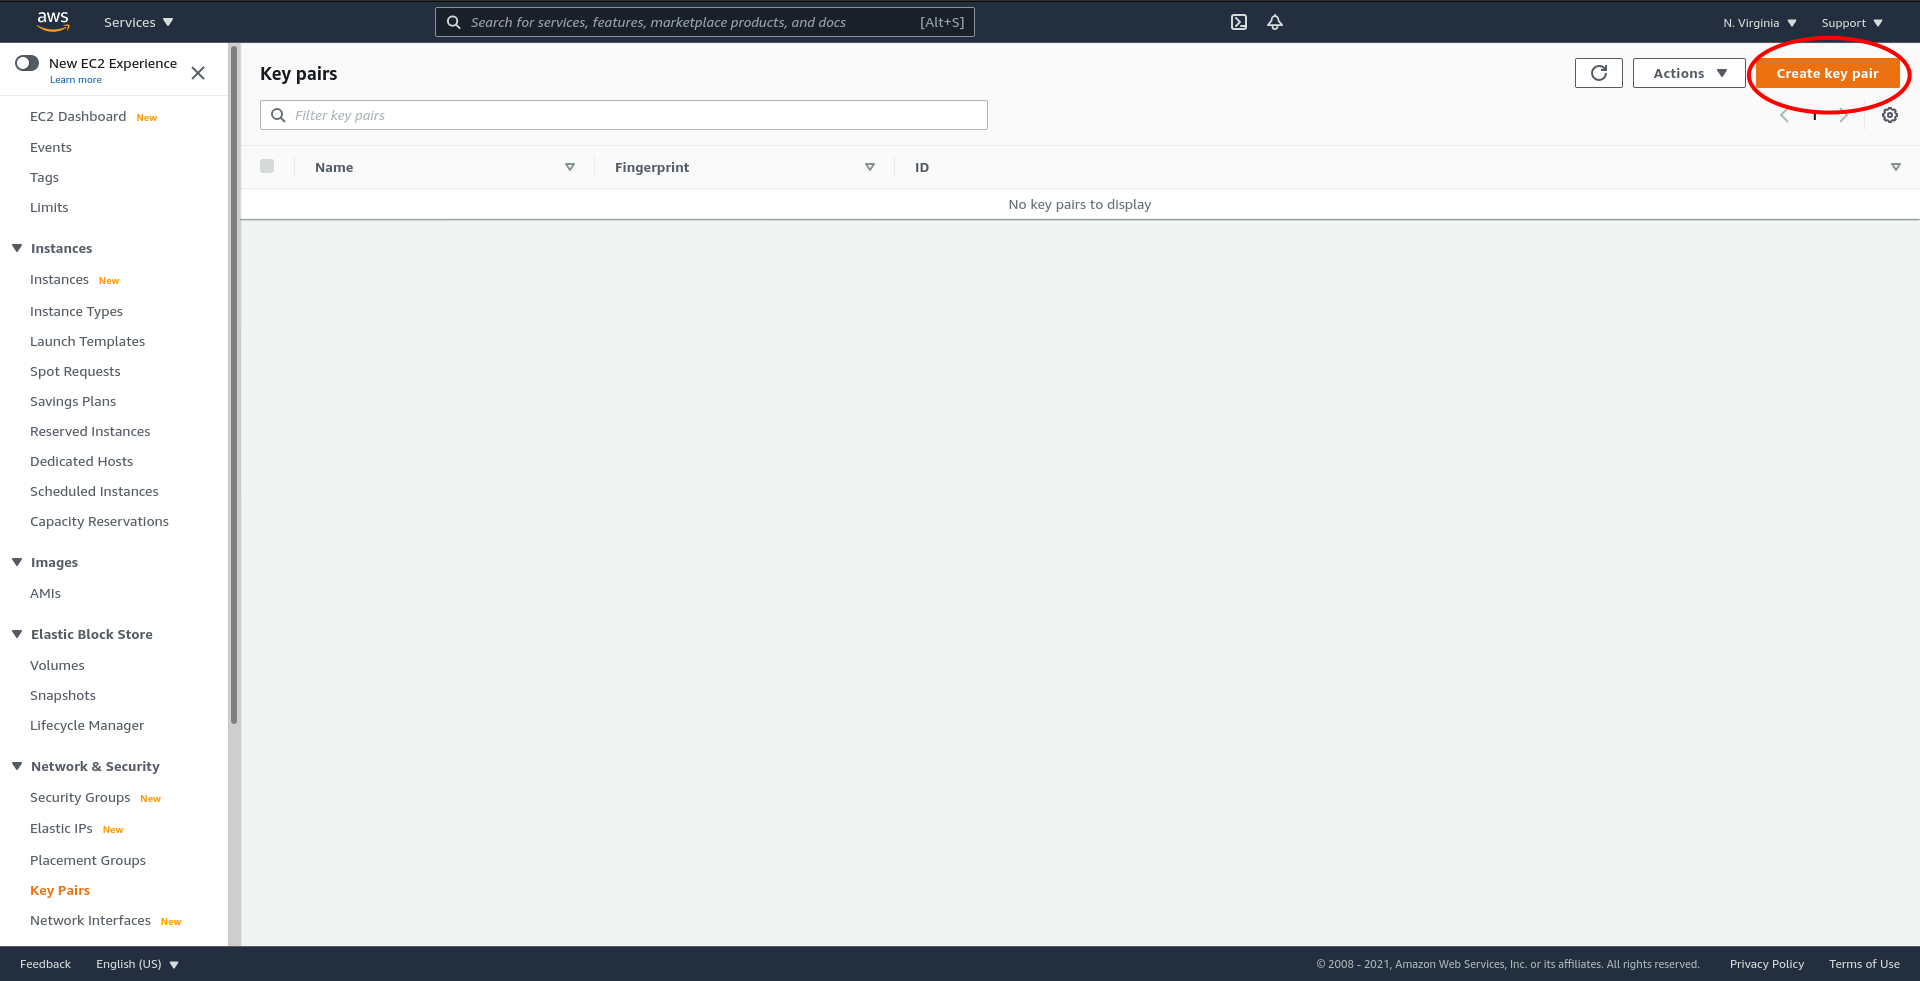 aws Services Search for services, features, marketplace products, and docs [Alt+S] N. Virginia Support
New EC2 Experience
Learn more
EC2 Dashboard New
Events
Tags
Limits
Instances
Instances New
Instance Types
Launch Templates
Spot Requests
Savings Plans
Reserved Instances
Dedicated Hosts
Scheduled Instances
Capacity Reservations
Images
AMIs
Elastic Block Store
Volumes
Snapshots
Lifecycle Manager
Network & Security
Security Groups New
Elastic IPs New
Placement Groups
Key Pairs
Network Interfaces New
Key pairs Actions Create key pair
Filter key pairs 1
Name Fingerprint ID
No key pairs to display
Feedback English (US) © 2008 - 2021, Amazon Web Services, Inc. or its affiliates. All rights reserved. Privacy Policy Terms of Use